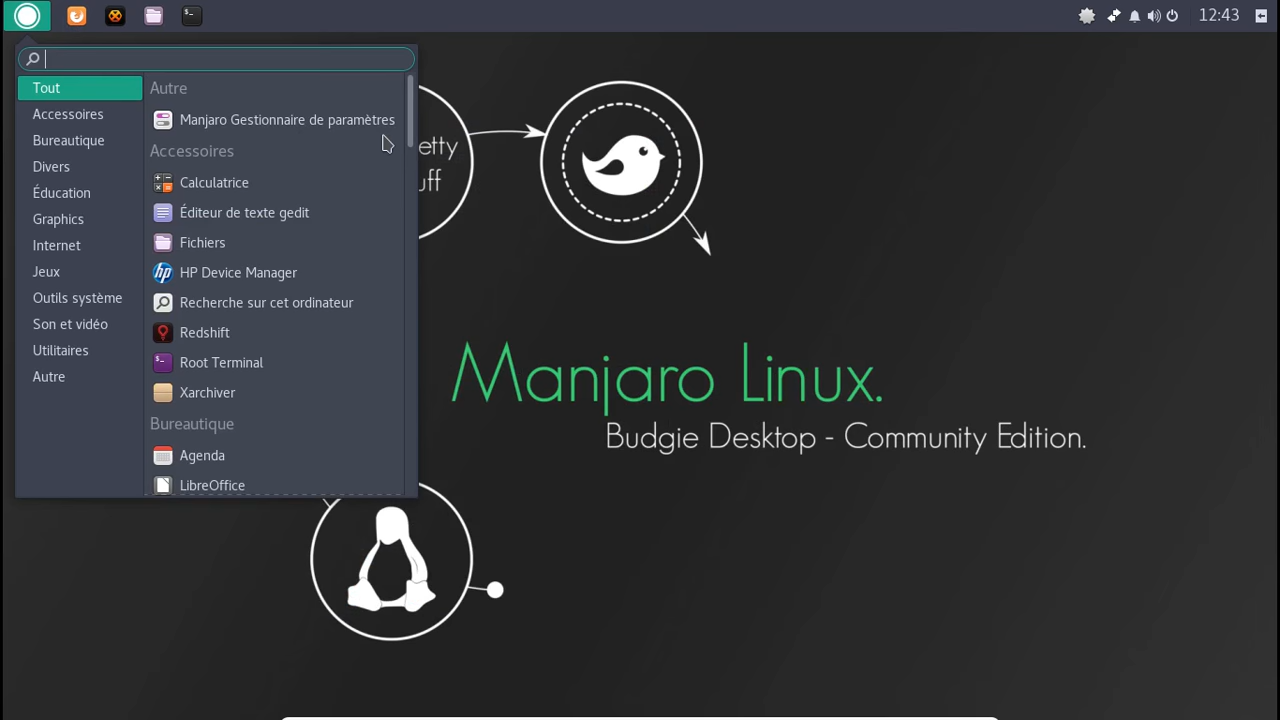 12:43
Tout
Accessoires
Bureautique
Divers
Éducation
Graphics
Internet
Jeux
Outils système
Son et vidéo
Utilitaires
Autre
Autre
Manjaro Gestionnaire de paramètres
Accessoires
Calculatrice
Éditeur de texte gedit
Fichiers
HP Device Manager
Recherche sur cet ordinateur
Redshift
Root Terminal
Xarchiver
Bureautique
Agenda
LibreOffice
etty
uff
Manjaro Linux.
Budgie Desktop - Community Edition.